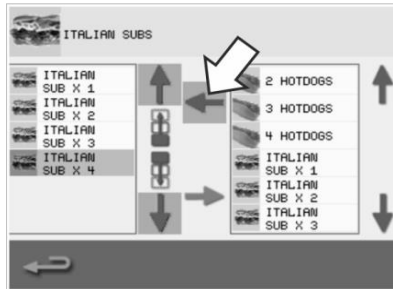 ITALIAN SUBS
ITALIAN
SUB X 1
ITALIAN
SUB X 2
ITALIAN
SUB X 3
ITALIAN
SUB X 4
2 HOTDOGS
3 HOTDOGS
4 HOTDOGS
ITALIAN
SUB X 1
ITALIAN
SUB X 2
ITALIAN
SUB X 3